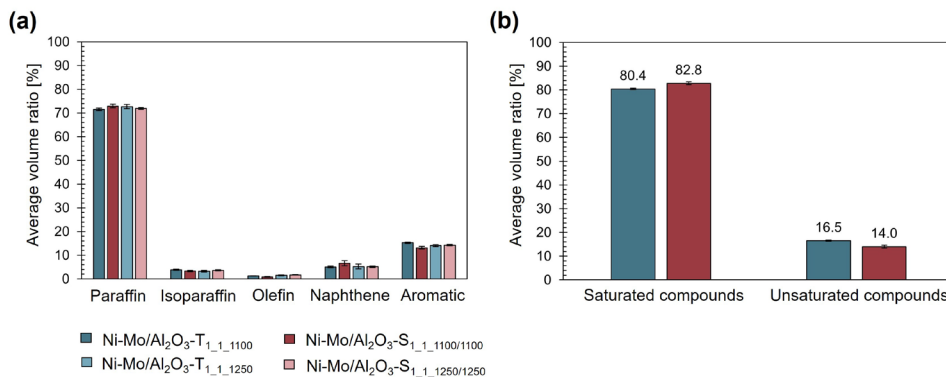 (a)
Average volume ratio [%]
100
90
80
70
60
50
40
30
20
10
0
Paraffin Isoparaffin Olefin Naphthene Aromatic
Ni-Mo/Al2O3-T1_1_1100
Ni-Mo/Al2O3-S1_1_1100/1100
Ni-Mo/Al2O3-T1_1_1250
Ni-Mo/Al2O3-S1_1_1250/1250
(b)
Average volume ratio [%]
100
90
80
70
60
50
40
30
20
10
0
80.4
82.8
16.5
14.0
Saturated compounds Unsaturated compounds